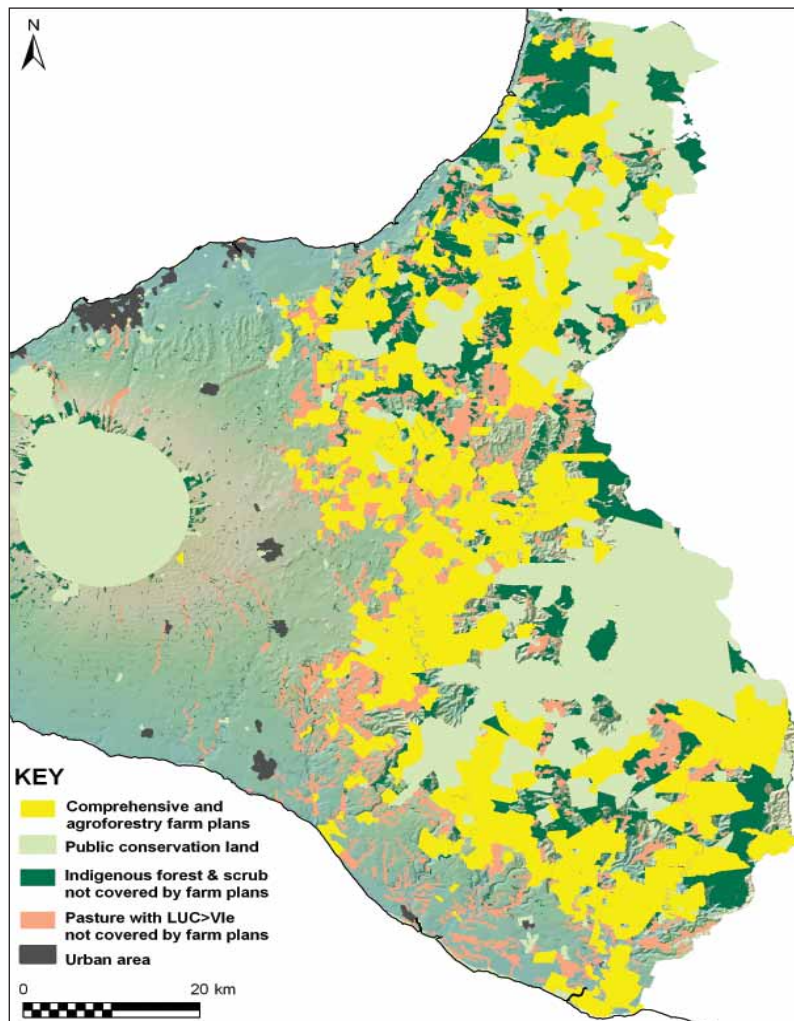 N
KEY
Comprehensive and
agroforestry farm plans
Public conservation land
Indigenous forest & scrub
not covered by farm plans
Pasture with LUC>VIe
not covered by farm plans
Urban area
0 20 km